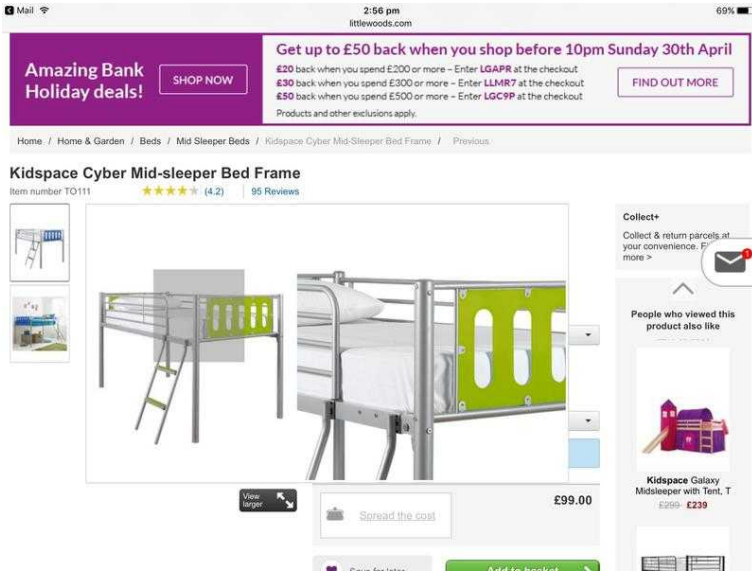 Mail
2:56 pm
69%
littlewoods.com
Amazing Bank
Holiday deals!
SHOP NOW
Get up to £50 back when you shop before 10pm Sunday 30th April
£20 back when you spend £200 or more – Enter LGAPR at the checkout
£30 back when you spend £300 or more – Enter LLMR7 at the checkout
£50 back when you spend £500 or more – Enter LGC9P at the checkout
Products and other exclusions apply.
FIND OUT MORE
Home / Home & Garden / Beds / Mid Sleeper Beds / Kidspace Cyber Mid-Sleeper Bed Frame / Previous
Kidspace Cyber Mid-sleeper Bed Frame
Item number TO111
(4.2)
95 Reviews
Collect+
Collect & return parcels at
your convenience.
more >
1
People who viewed this
product also like
Kidspace Galaxy
Midsleeper with Tent, T
£299 £239
View
larger
£99.00
Spread the cost
Save for later
Add to basket